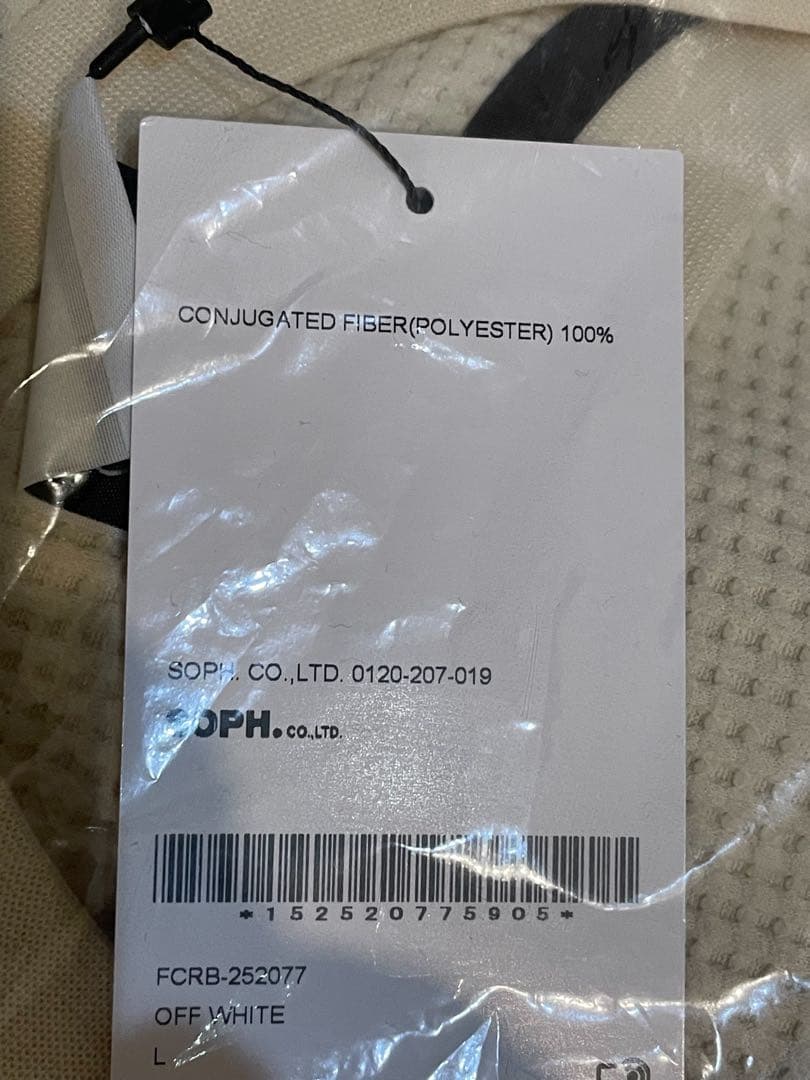 CONJUGATED FIBER(POLYESTER) 100%
SOPH. CO.,LTD. 0120-207-019
SOPH. CO.,LTD.
*152520775905*
FCRB-252077
OFF WHITE
L